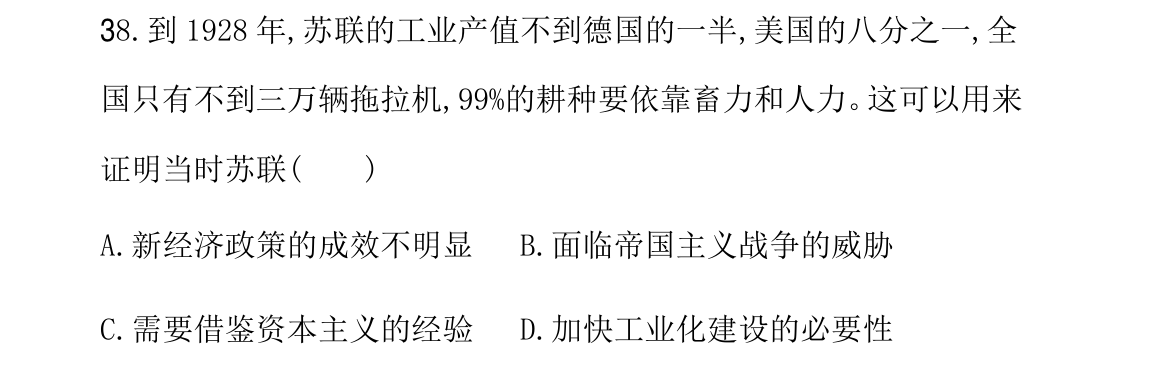 38.到1928年,苏联的工业产值不到德国的一半,美国的八分之一,全
国只有不到三万辆拖拉机,99%的耕种要依靠畜力和人力。这可以用来
证明当时苏联(　　)
A.新经济政策的成效不明显　B.面临帝国主义战争的威胁
C.需要借鉴资本主义的经验　D.加快工业化建设的必要性